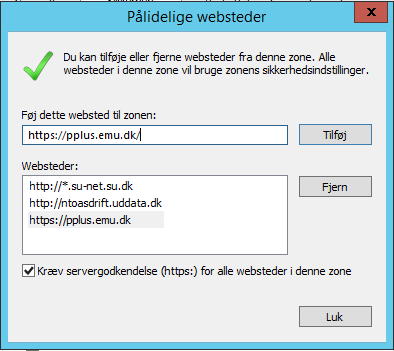 Pålidelige websteder
x
Du kan tilføje eller fjerne websteder fra denne zone. Alle
websteder i denne zone vil bruge zonens sikkerhedsindstillinger.
Føj dette websted til zonen:
https://pplus.emu.dk/
Tilføj
Websteder:
http://*.su-net.su.dk
http://ntoasdrift.uddata.dk
https://pplus.emu.dk
Fjern
Kræv servergodkendelse (https:) for alle websteder i denne zone
Luk